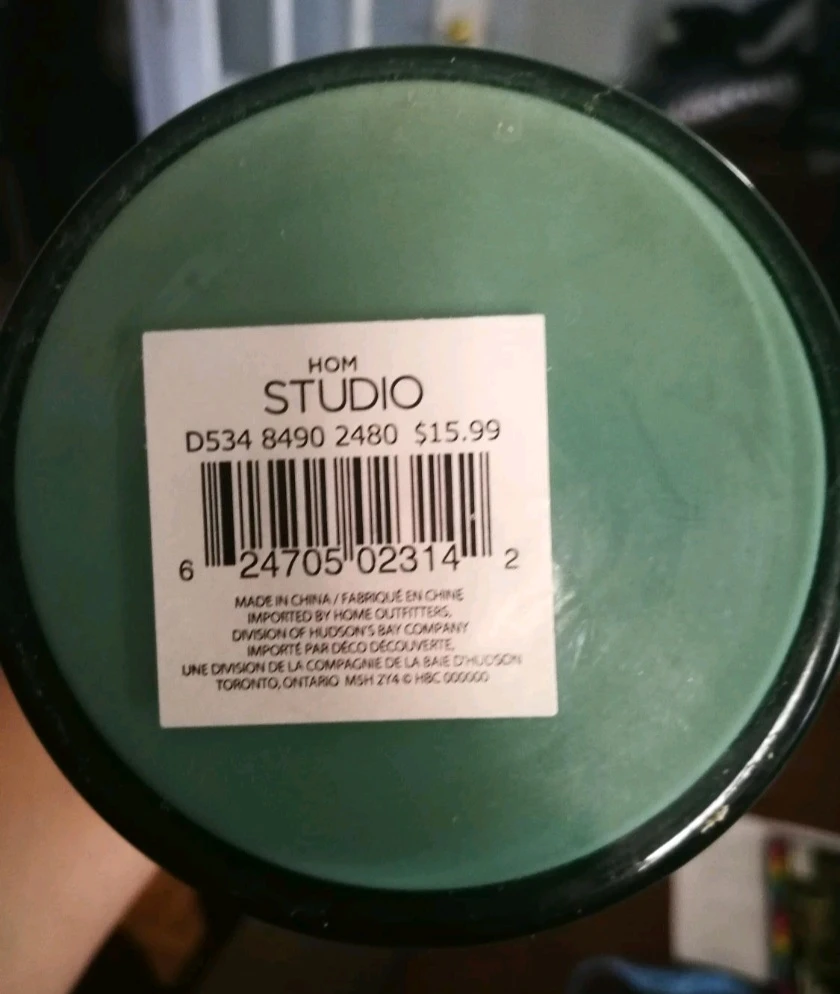 HOM
STUDIO
D534 8490 2480 $15.99
6 24705 02314 2
MADE IN CHINA / FABRIQUÉ EN CHINE
IMPORTED BY HOME OUTFITTERS,
DIVISION OF HUDSON'S BAY COMPANY
IMPORTÉ PAR DÉCO DÉCOUVERTE,
UNE DIVISION DE LA COMPAGNIE DE LA BAIE D'HUDSON
TORONTO, ONTARIO M5H 2Y4 © HBC 000000